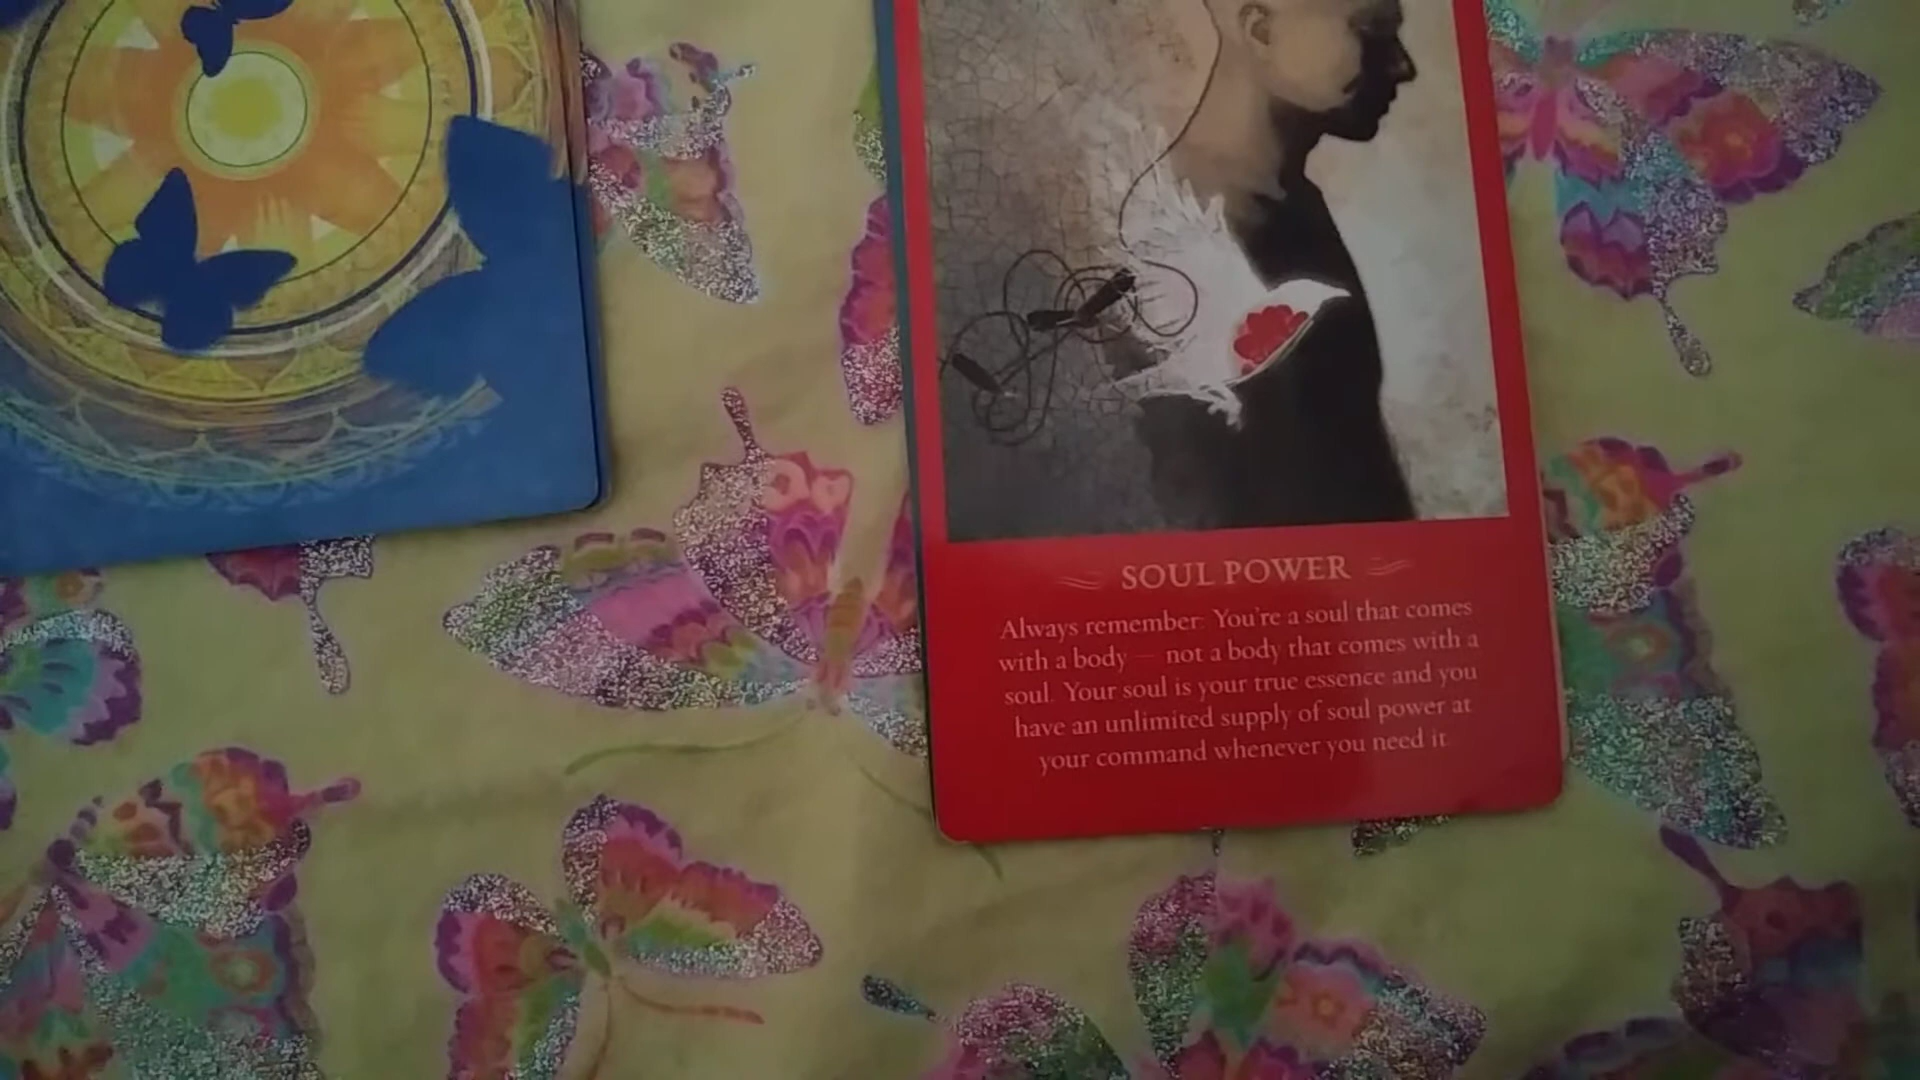 SOUL POWER
Always remember: You're a soul that comes
with a body — not a body that comes with a
soul. Your soul is your true essence and you
have an unlimited supply of soul power at
your command whenever you need it.